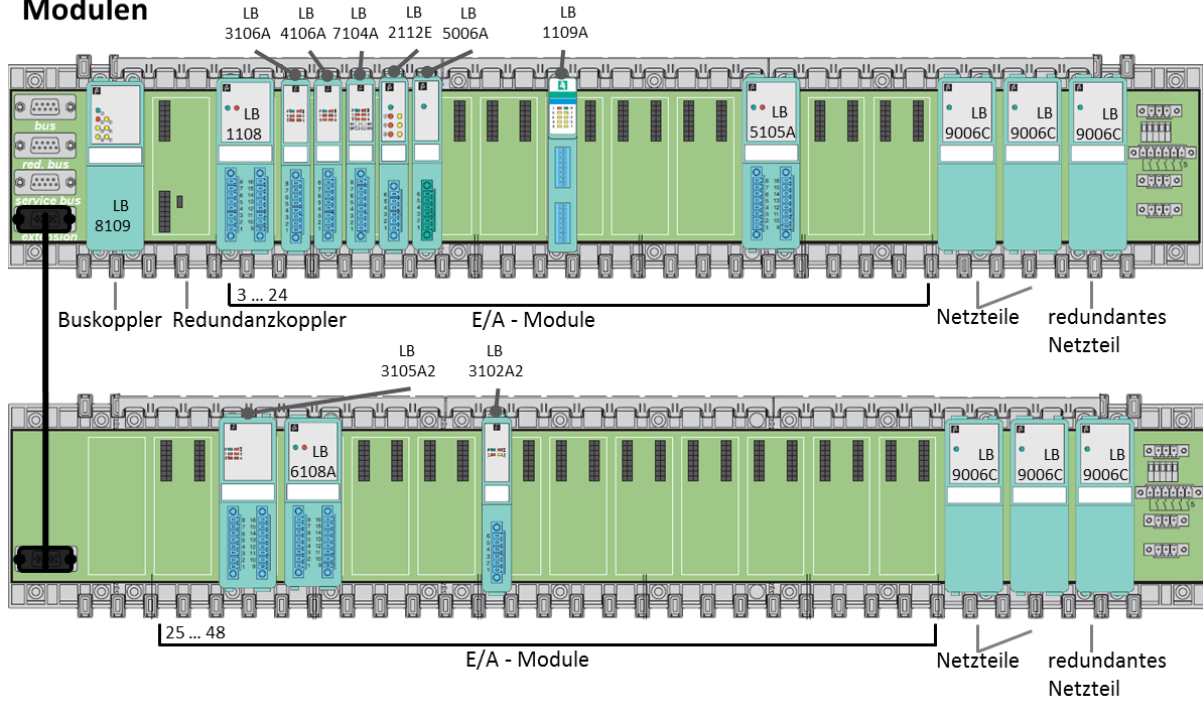 Modulen
LB
3106A
LB
4106A
LB
7104A
LB
2112E
LB
5006A
LB
1109A
bus
red. bus
service bus
extension
LB
8109
LB
1108
LB
5105A
LB
9006C
LB
9006C
LB
9006C
3 ... 24
Buskoppler
Redundanzkoppler
E/A - Module
Netzteile
redundantes
Netzteil
LB
3105A2
LB
3102A2
LB
6108A
LB
9006C
LB
9006C
LB
9006C
25 ... 48
E/A - Module
Netzteile
redundantes
Netzteil